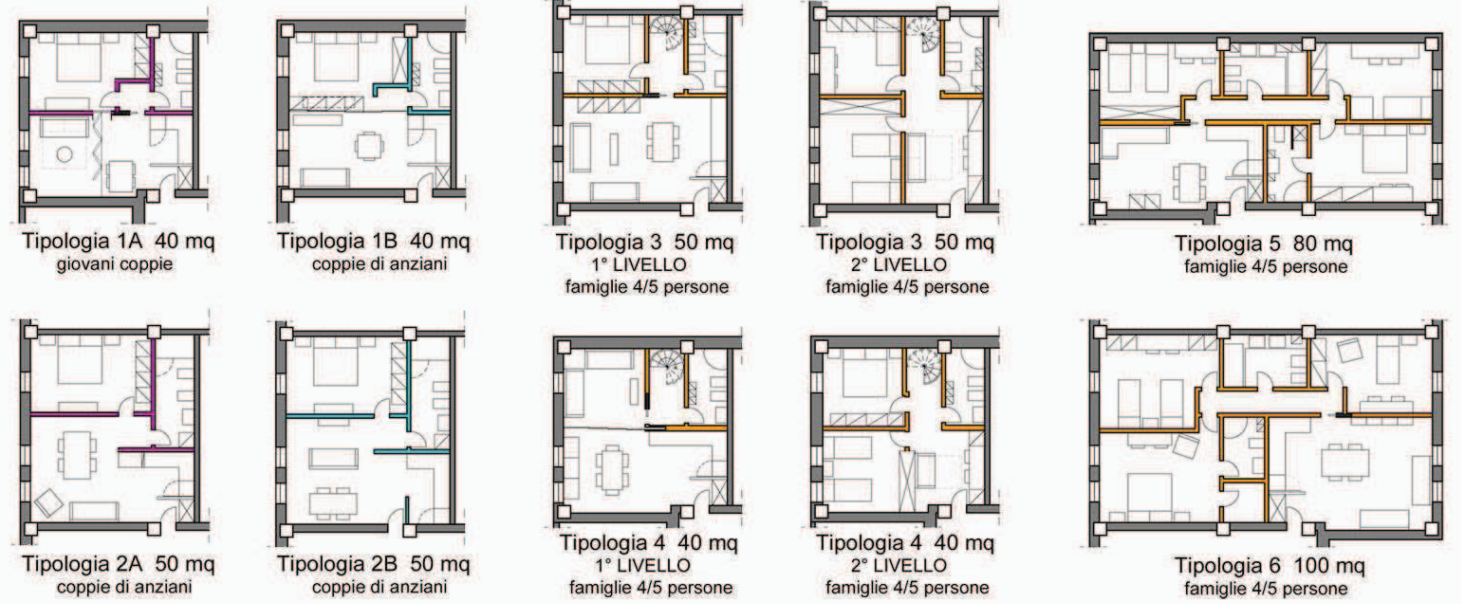 Tipologia 1A 40 mq
giovani coppie
Tipologia 1B 40 mq
coppie di anziani
Tipologia 3 50 mq
1° LIVELLO
famiglie 4/5 persone
Tipologia 3 50 mq
2° LIVELLO
famiglie 4/5 persone
Tipologia 5 80 mq
famiglie 4/5 persone
Tipologia 2A 50 mq
coppie di anziani
Tipologia 2B 50 mq
coppie di anziani
Tipologia 4 40 mq
1° LIVELLO
famiglie 4/5 persone
Tipologia 4 40 mq
2° LIVELLO
famiglie 4/5 persone
Tipologia 6 100 mq
famiglie 4/5 persone